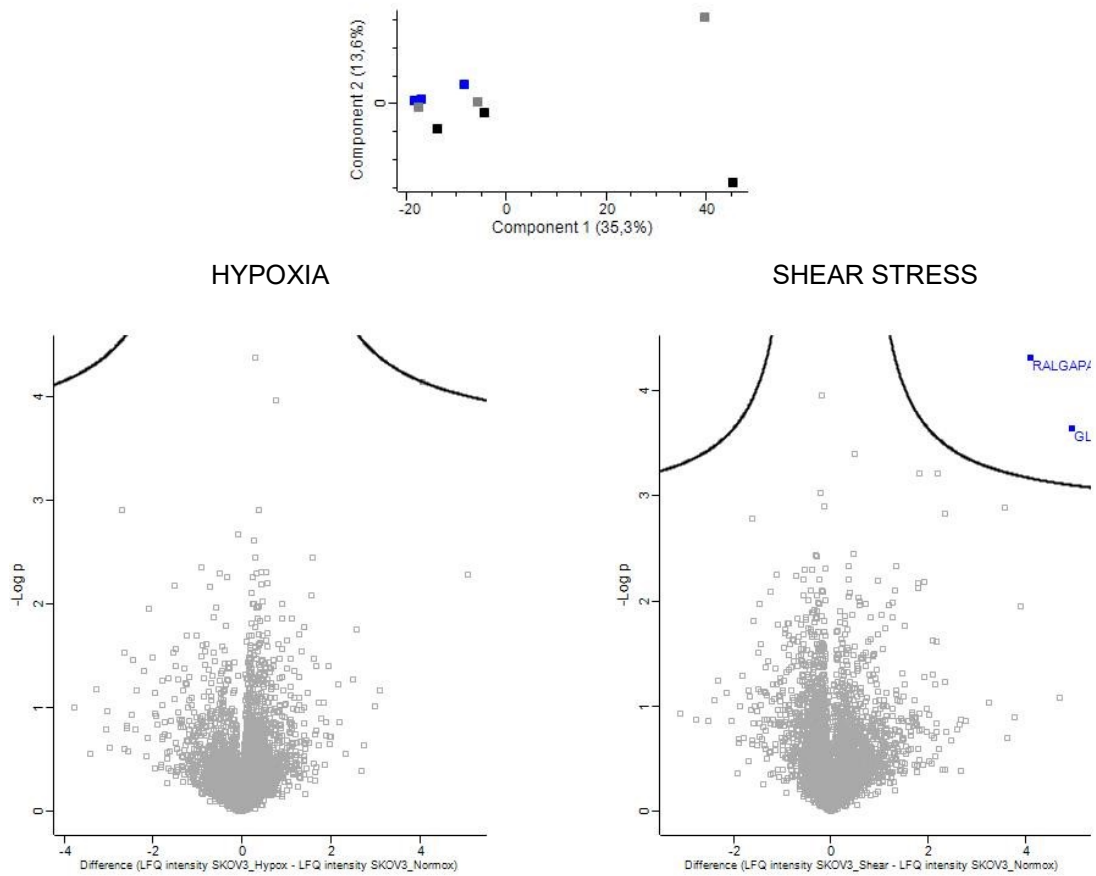 Component 2 (13,6%)
0
-20 0 20 40
Component 1 (35,3%)
HYPOXIA SHEAR STRESS
-Log p
4
3
2
1
0
-4 -2 0 2 4
Difference (LFQ intensity SKOV3_Hypox - LFQ intensity SKOV3_Normox)
-Log p
4
3
2
1
0
RALGAPA
GL
-2 0 2 4
Difference (LFQ intensity SKOV3_Shear - LFQ intensity SKOV3_Normox)